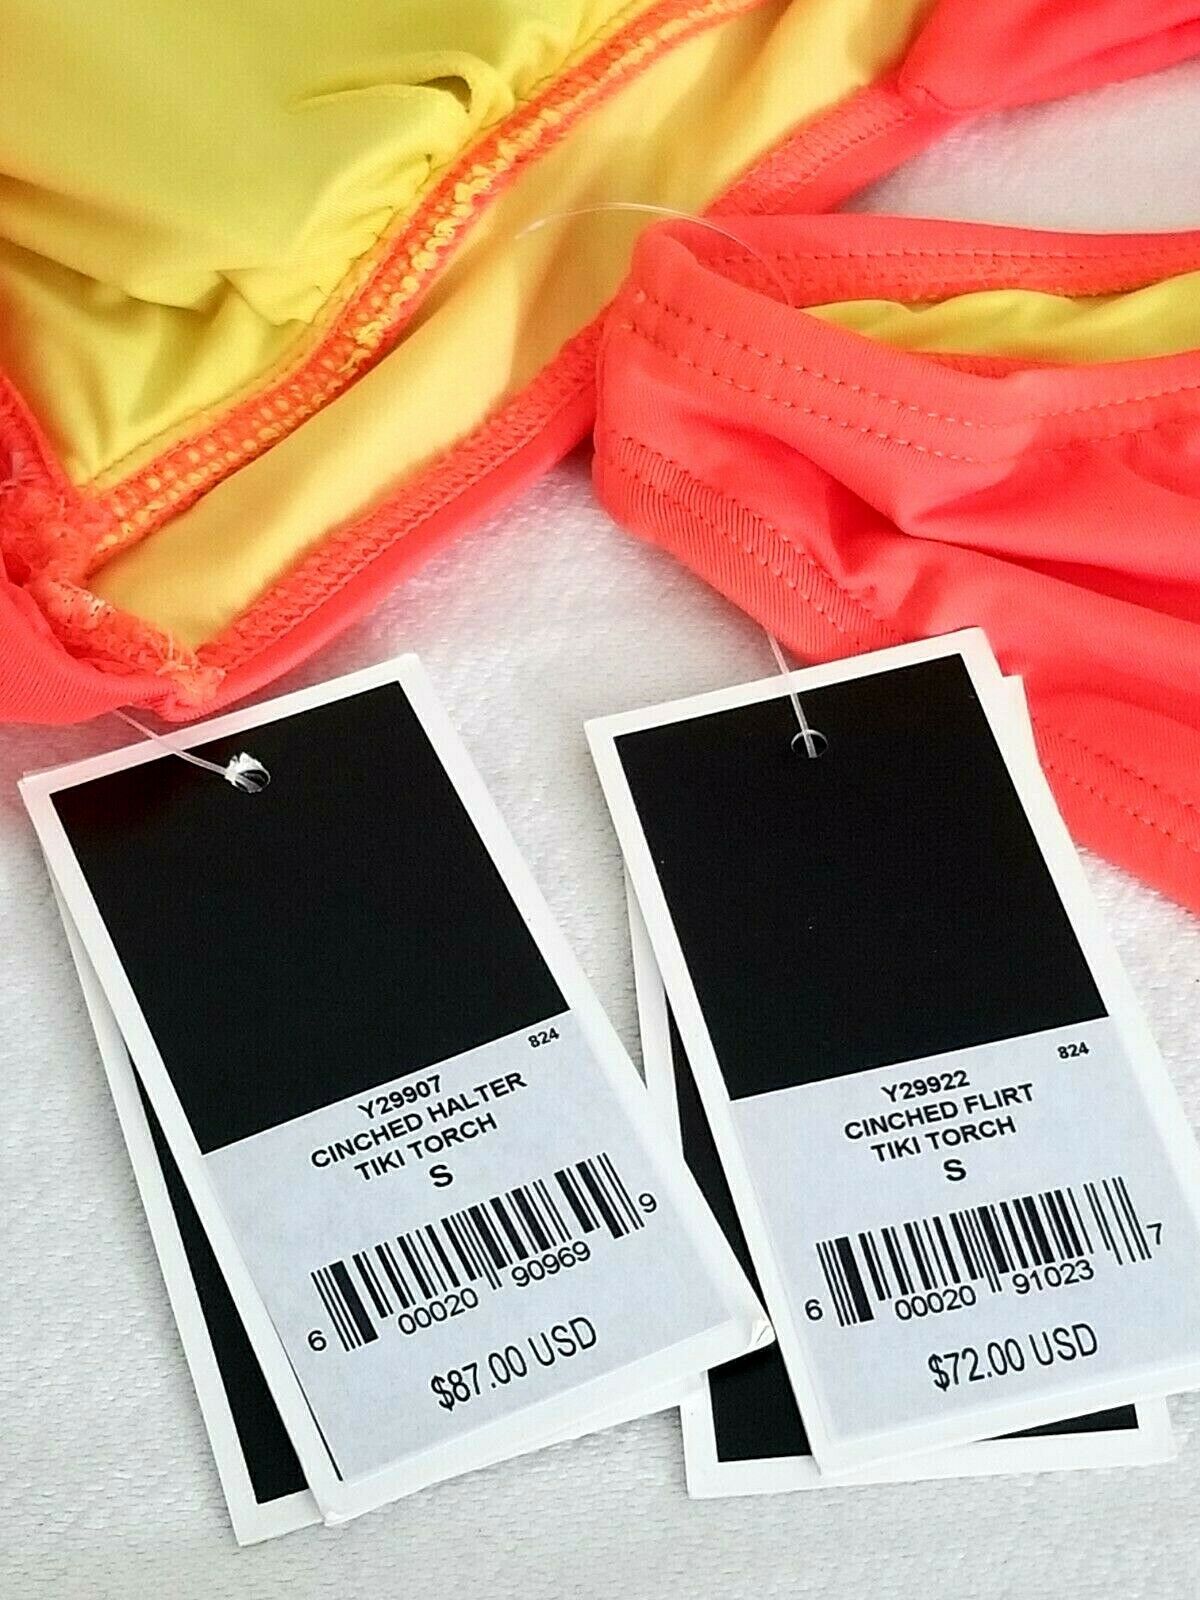 824
Y29907
CINCHED HALTER
TIKI TORCH
S
6 00020 90969 9
$87.00 USD
824
Y29922
CINCHED FLIRT
TIKI TORCH
S
6 00020 91023 7
$72.00 USD